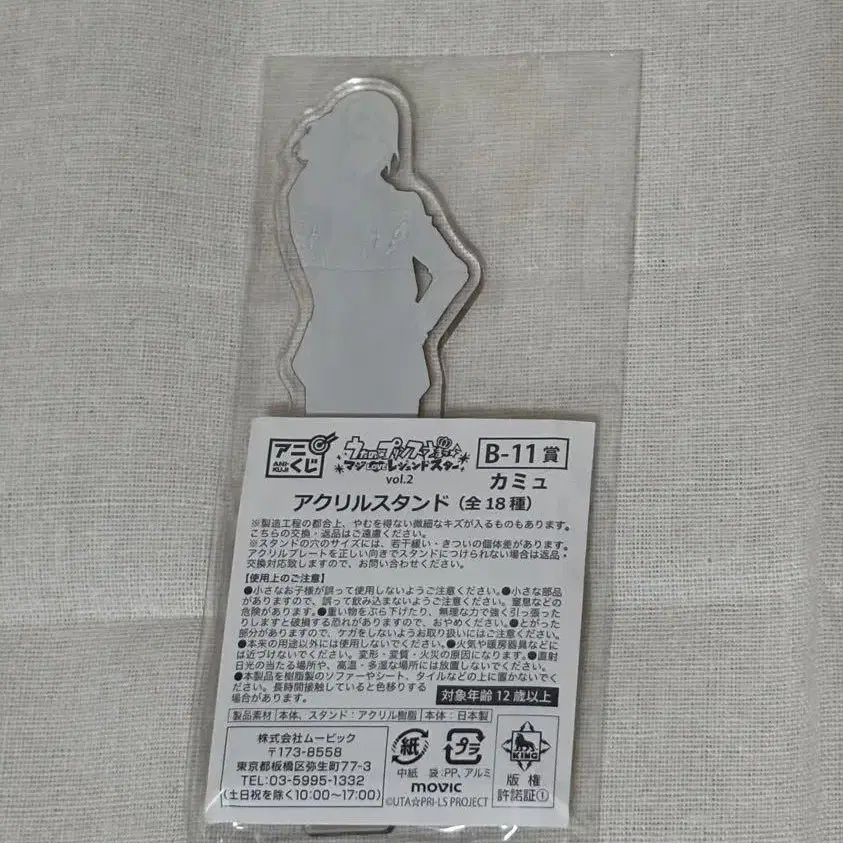 アニくじ
ANI-KUJI
うたの☆プリンスさまっ♪
マジLOVEレジェンドスター
vol.2
B-11賞
カミュ
アクリルスタンド(全18種)
※製造工程の都合上、やむを得ない微細なキズが入るものもあります。
こちらの交換・返品はご遠慮ください。
※スタンドの穴のサイズには、若干緩い・きついの個体差があります。
アクリルプレートを正しい向きでスタンドにつけられない場合は返品・
交換対応致しますので、お問い合わせください。
【使用上のご注意】
●小さなお子様が誤って使用しないようご注意ください。●小さな部品
がありますので、誤って飲み込まないようご注意ください。窒息などの
危険があります。●重い物をぶら下げたり、無理な力で強く引っ張った
りしますと破損する恐れがありますので、おやめください。●とがった
部分がありますので、ケガをしないようお取り扱いにはご注意ください。
●本来の用途以外には使用しないでください。●火気や暖房器具などに
は近づけないでください。変形・変質・火災の原因になります。●直射
日光の当たる場所や、高温・多湿な場所には放置しないでください。
●本製品を樹脂製のソファーやシート、タイルなどの上に置かないでく
ださい。長時間接触していると色移りする
場合があります。
対象年齢12歳以上
製品素材 本体、スタンド:アクリル樹脂 本体:日本製
株式会社ムービック
〒173-8558
東京都板橋区弥生町77-3
TEL:03-5995-1332
(土日祝を除く10:00〜17:00)
紙
中紙
プラ
袋:PP、アルミ
movic
©UTA☆PRI-LS PROJECT
KING
版権
許諾証①